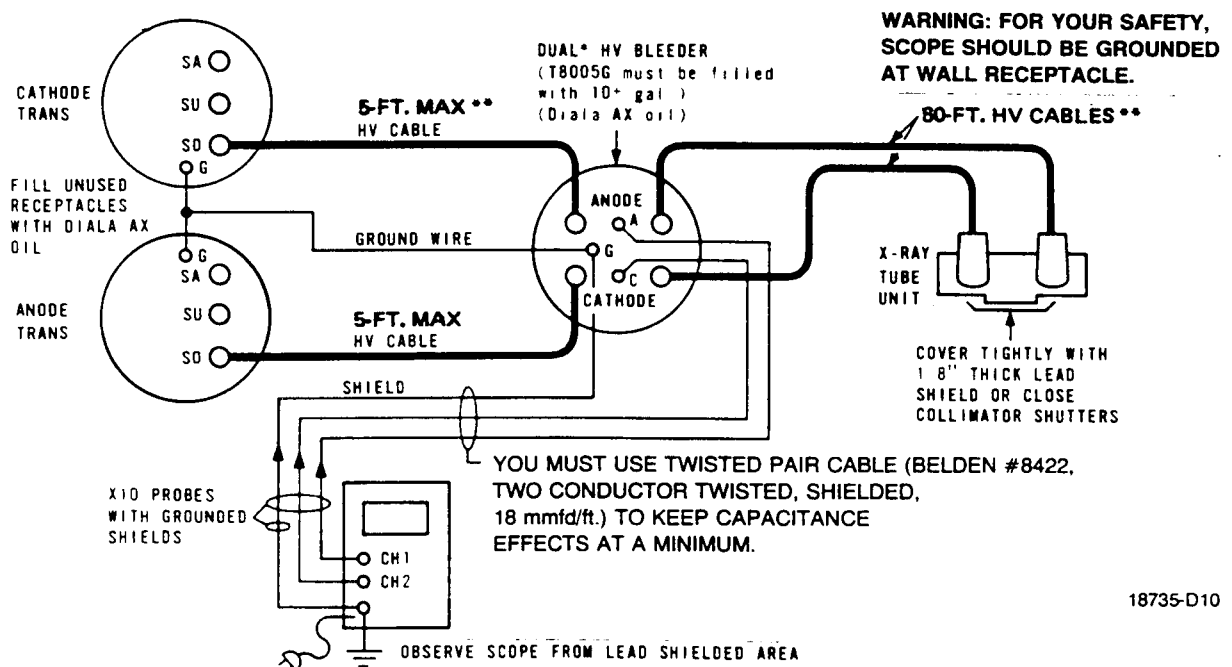 WARNING: FOR YOUR SAFETY,
SCOPE SHOULD BE GROUNDED
AT WALL RECEPTACLE.
DUAL* HV BLEEDER
(T8005G must be filled
with 10+ gal )
(Diala AX oil)
CATHODE
TRANS
SA
SU
SO
G
5-FT. MAX **
HV CABLE
80-FT. HV CABLES **
FILL UNUSED
RECEPTACLES
WITH DIALA AX
OIL
GROUND WIRE
ANODE
A
G
C
CATHODE
X-RAY
TUBE
UNIT
G
SA
SU
SO
ANODE
TRANS
5-FT. MAX
HV CABLE
COVER TIGHTLY WITH
1 8" THICK LEAD
SHIELD OR CLOSE
COLLIMATOR SHUTTERS
SHIELD
YOU MUST USE TWISTED PAIR CABLE (BELDEN #8422,
TWO CONDUCTOR TWISTED, SHIELDED,
18 mmfd/ft.) TO KEEP CAPACITANCE
EFFECTS AT A MINIMUM.
X10 PROBES
WITH GROUNDED
SHIELDS
CH1
CH2
18735-D10
OBSERVE SCOPE FROM LEAD SHIELDED AREA